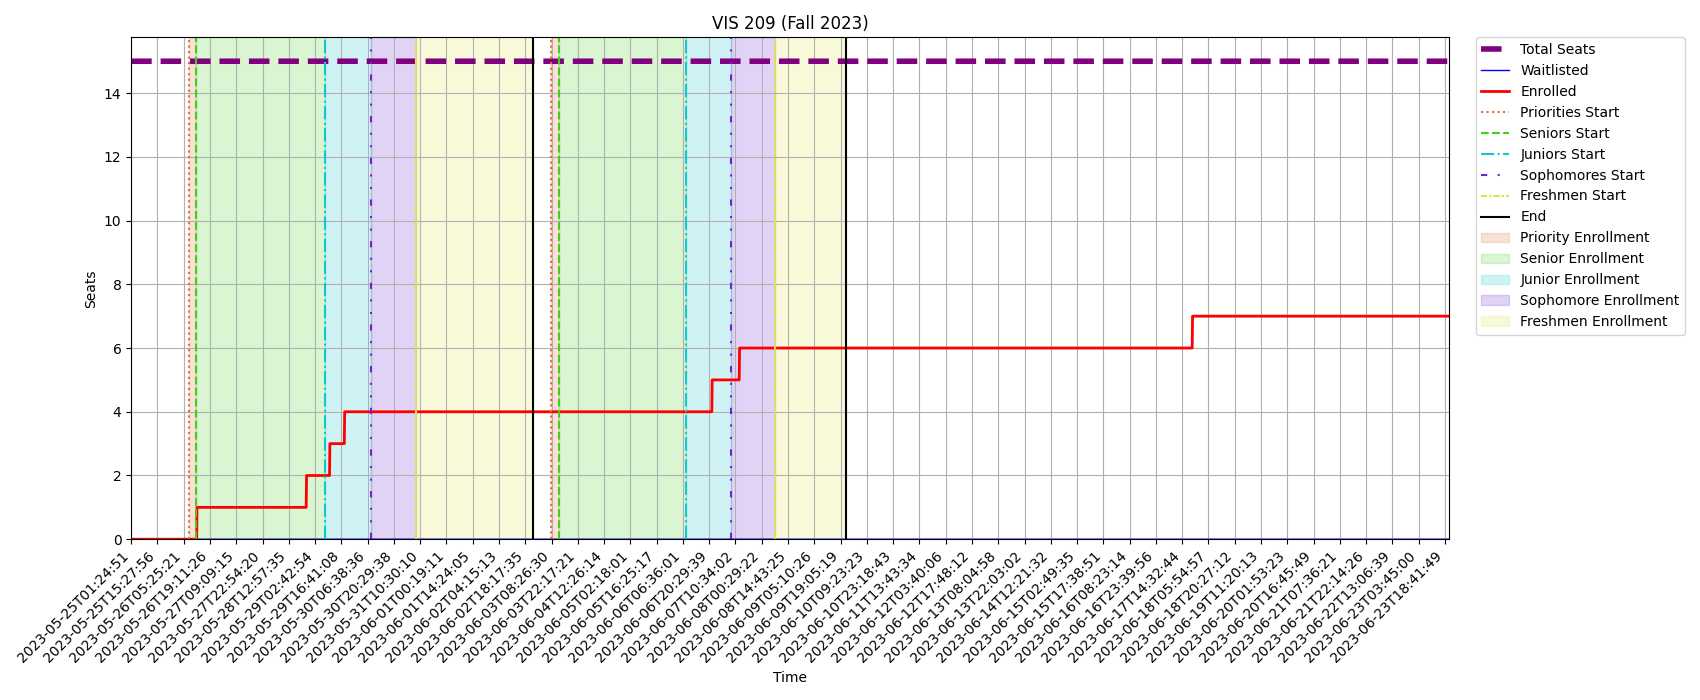 VIS 209 (Fall 2023)
Seats
14
12
10
8
6
4
2
0
2023-05-25T01:24:51
2023-05-25T15:27:56
2023-05-26T05:25:21
2023-05-26T19:11:26
2023-05-27T09:09:15
2023-05-27T22:54:20
2023-05-28T12:57:35
2023-05-29T02:42:54
2023-05-29T16:41:08
2023-05-30T06:38:36
2023-05-30T20:29:38
2023-05-31T10:30:10
2023-06-01T00:19:11
2023-06-01T14:24:05
2023-06-02T04:15:13
2023-06-02T18:17:35
2023-06-03T08:26:30
2023-06-03T22:17:21
2023-06-04T12:26:14
2023-06-05T02:18:01
2023-06-05T16:25:17
2023-06-06T06:36:01
2023-06-06T20:29:39
2023-06-07T10:34:02
2023-06-08T00:29:22
2023-06-08T14:43:25
2023-06-09T05:10:26
2023-06-09T19:05:19
2023-06-10T09:23:23
2023-06-10T23:18:43
2023-06-11T13:43:34
2023-06-12T03:40:06
2023-06-12T17:48:12
2023-06-13T08:04:58
2023-06-13T22:03:02
2023-06-14T12:21:32
2023-06-15T02:49:35
2023-06-15T17:38:51
2023-06-16T08:23:14
2023-06-16T23:39:56
2023-06-17T14:32:44
2023-06-18T05:54:57
2023-06-18T20:27:12
2023-06-19T11:20:13
2023-06-20T01:53:23
2023-06-20T16:45:49
2023-06-21T07:36:21
2023-06-21T22:14:26
2023-06-22T13:06:39
2023-06-23T03:45:00
2023-06-23T18:41:49
Time
Total Seats
Waitlisted
Enrolled
Priorities Start
Seniors Start
Juniors Start
Sophomores Start
Freshmen Start
End
Priority Enrollment
Senior Enrollment
Junior Enrollment
Sophomore Enrollment
Freshmen Enrollment